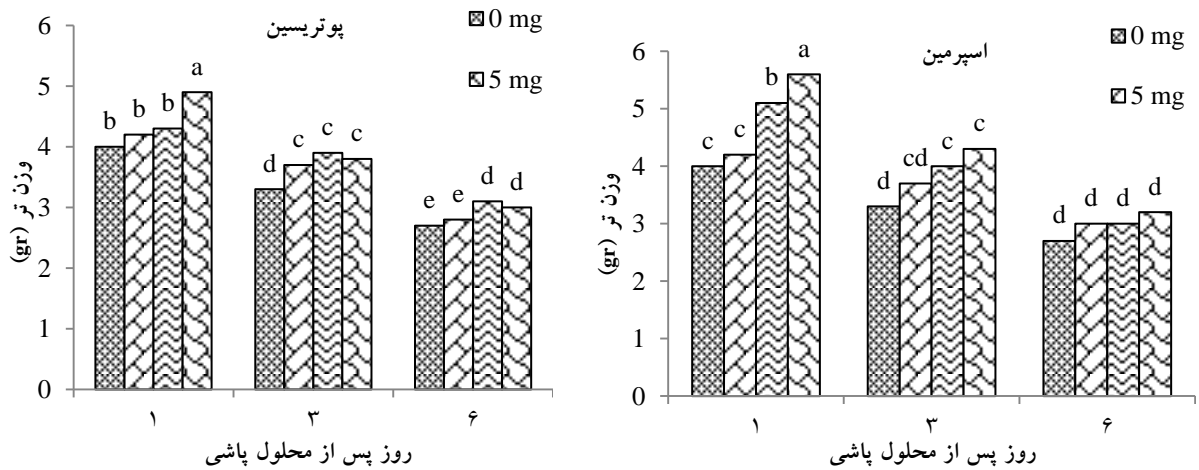 پوتریسین
0 mg
5 mg
وزن تر (gr)
6
5
4
3
2
1
0
b b b a
d c c c
e e d d
۱ ۳ ۶
روز پس از محلول پاشی
اسپرمین
0 mg
5 mg
وزن تر (gr)
6
5
4
3
2
1
0
c c b a
d cd c c
d d d d
۱ ۳ ۶
روز پس از محلول پاشی